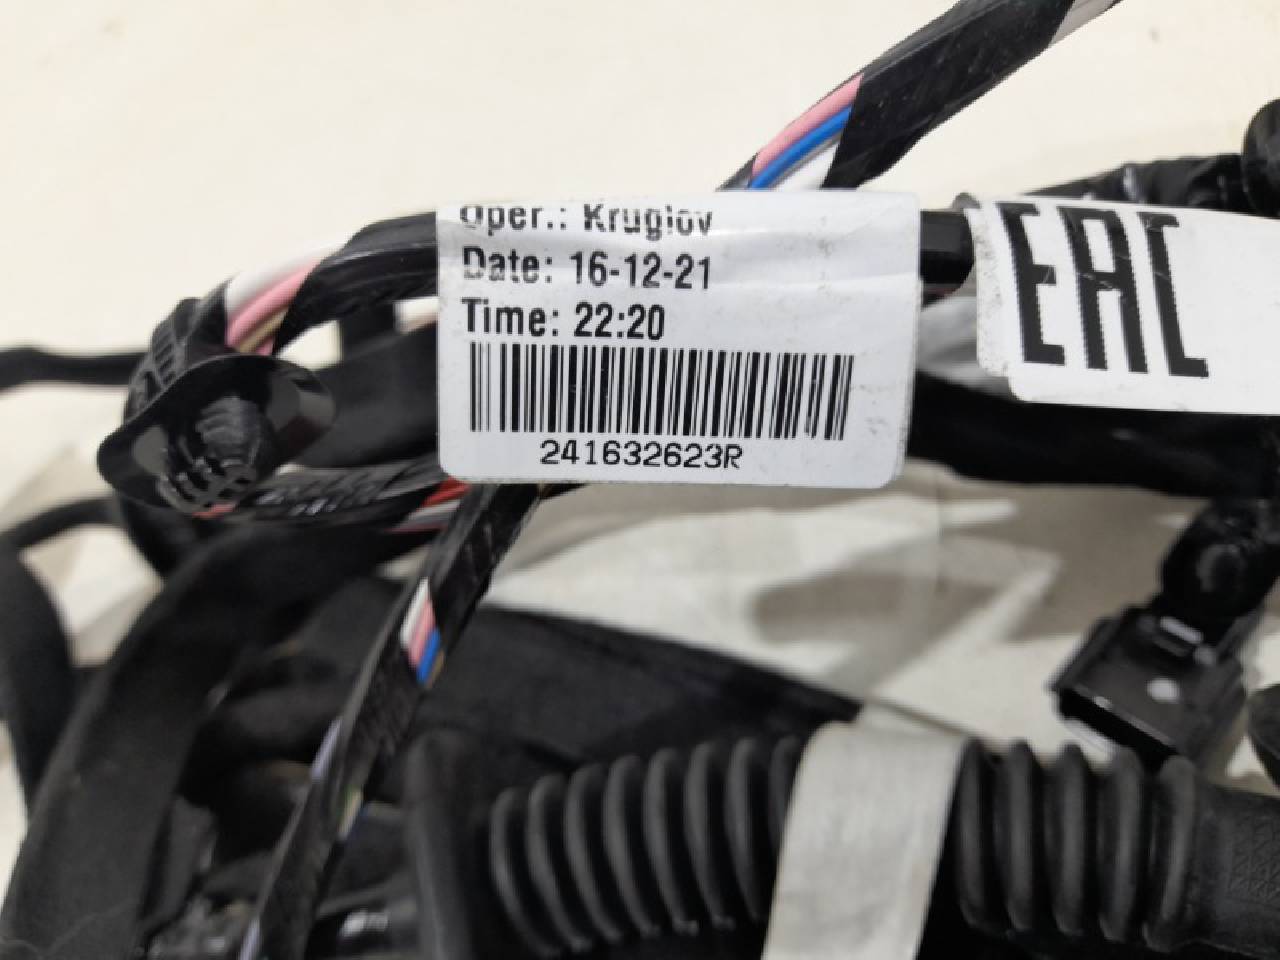 Oper.: Kruglov
Date: 16-12-21
Time: 22:20
241632623R
EAC